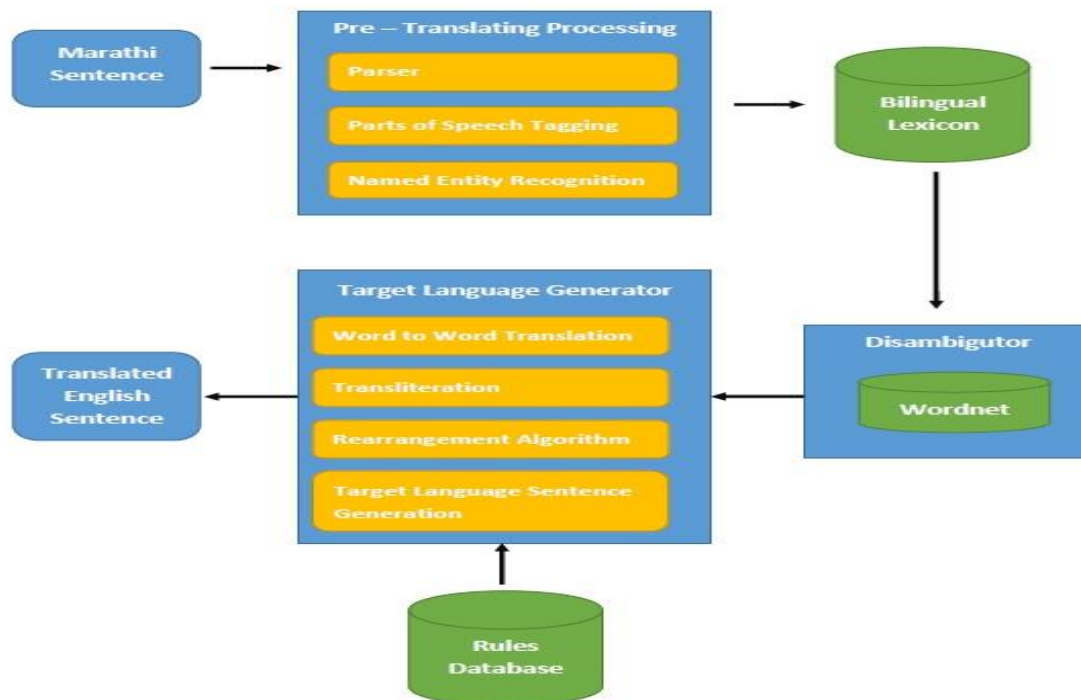 Marathi
Sentence
Pre – Translating Processing
Parser
Parts of Speech Tagging
Named Entity Recognition
Bilingual
Lexicon
Disambigutor
Wordnet
Target Language Generator
Word to Word Translation
Transliteration
Rearrangement Algorithm
Target Language Sentence
Generation
Translated
English
Sentence
Rules
Database